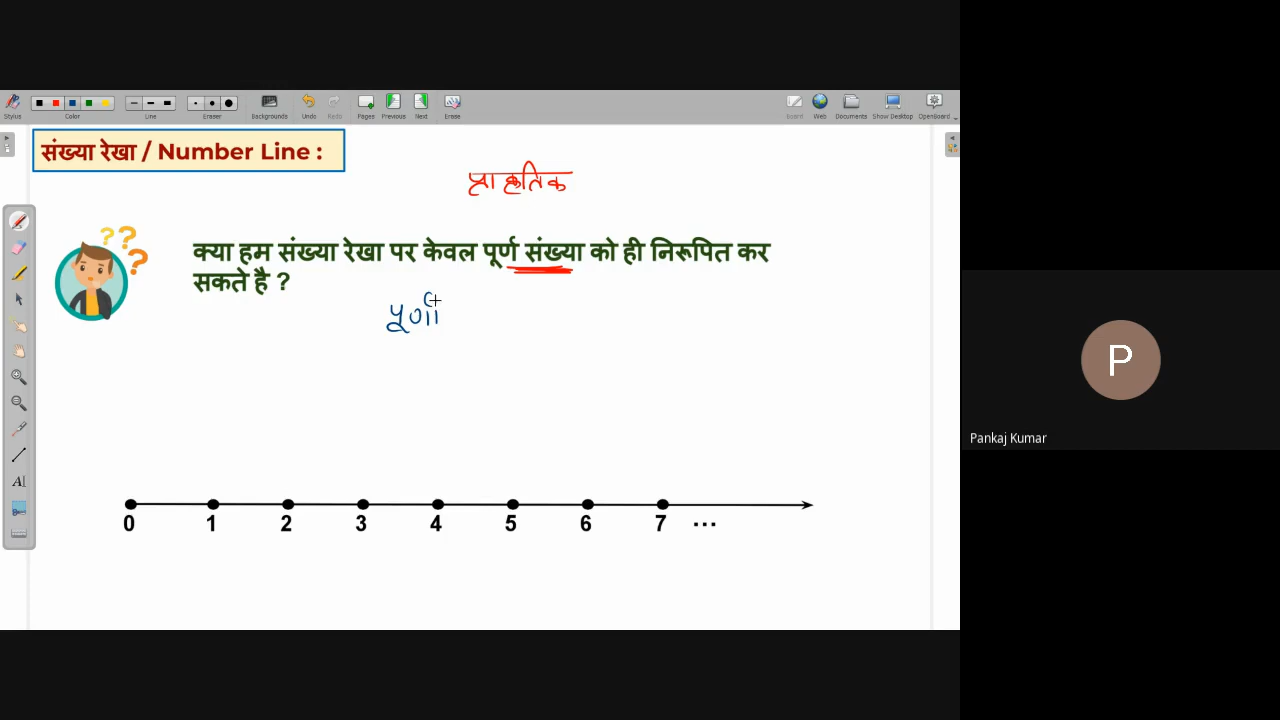 Stylus Color Line Eraser Backgrounds Undo Redo Pages Previous Next Erase Board Web Documents Show Desktop OpenBoard
संख्या रेखा / Number Line :
प्राकृतिक
क्या हम संख्या रेखा पर केवल पूर्ण संख्या को ही निरूपित कर
सकते है ?
पूर्णा
0 1 2 3 4 5 6 7 ...
P
Pankaj Kumar